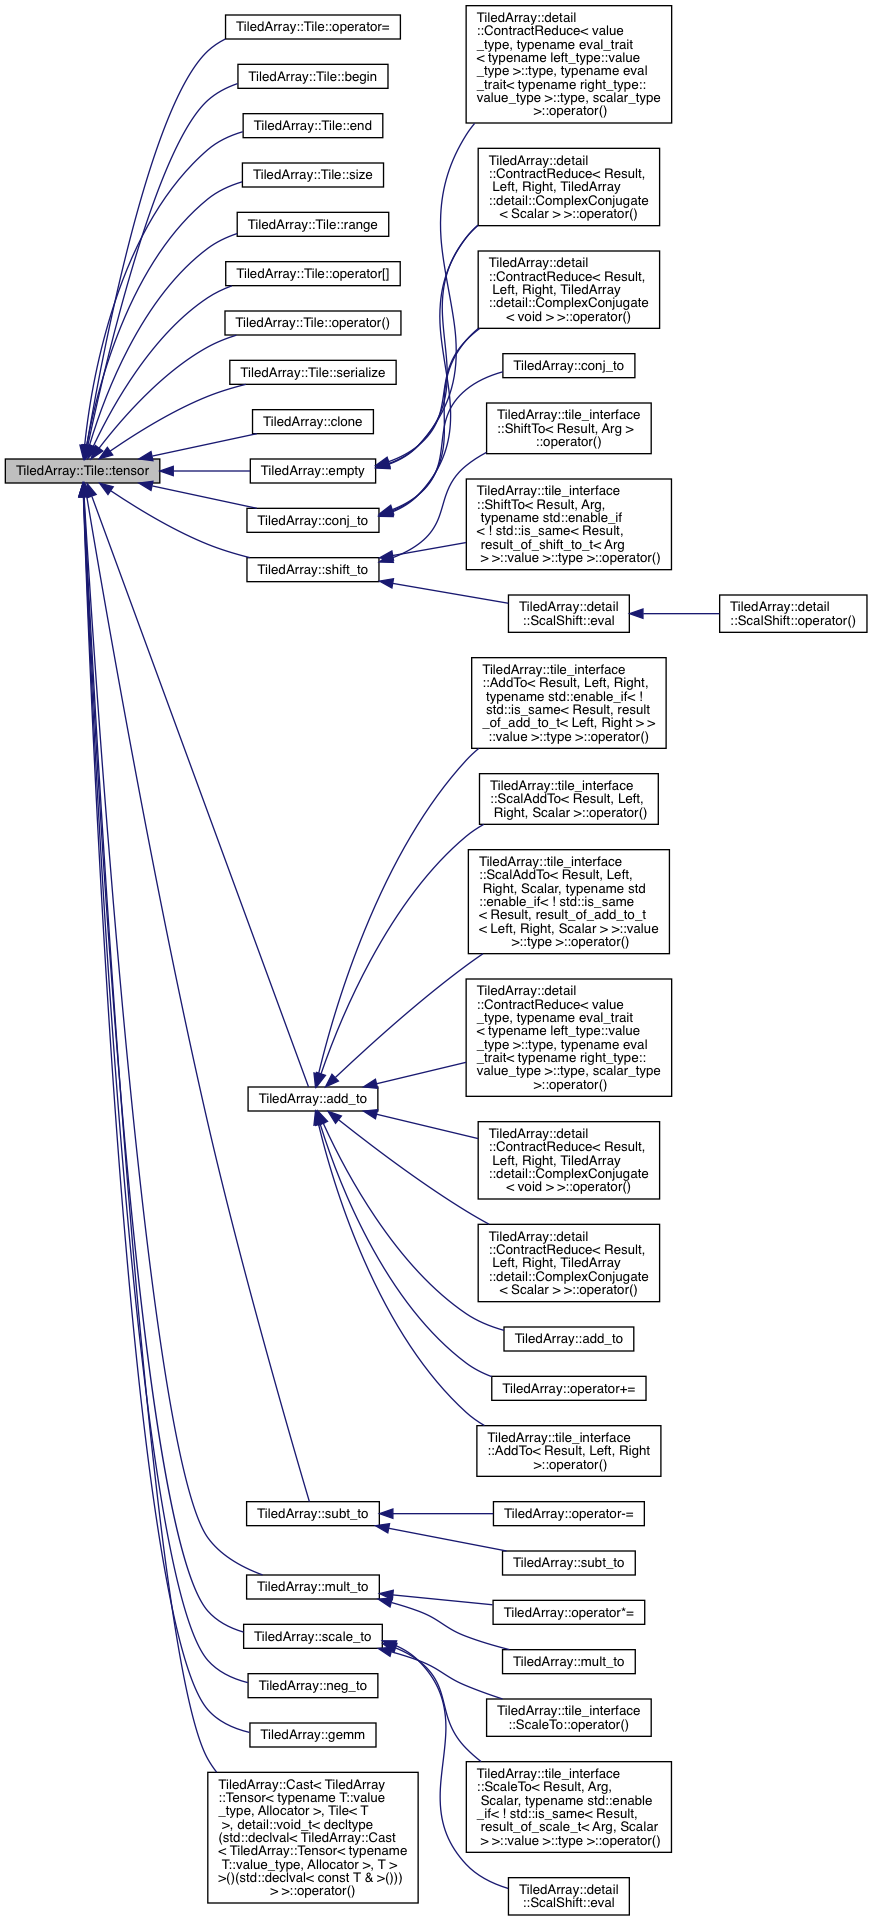 TiledArray::Tile::tensor
TiledArray::Tile::operator=
TiledArray::Tile::begin
TiledArray::Tile::end
TiledArray::Tile::size
TiledArray::Tile::range
TiledArray::Tile::operator[]
TiledArray::Tile::operator()
TiledArray::Tile::serialize
TiledArray::clone
TiledArray::empty
TiledArray::conj_to
TiledArray::shift_to
TiledArray::detail
::ContractReduce< value
_type, typename eval_trait
< typename left_type::value
_type >::type, typename eval
_trait< typename right_type::
value_type >::type, scalar_type
>::operator()
TiledArray::detail
::ContractReduce< Result,
Left, Right, TiledArray
::detail::ComplexConjugate
< Scalar > >::operator()
TiledArray::detail
::ContractReduce< Result,
Left, Right, TiledArray
::detail::ComplexConjugate
< void > >::operator()
TiledArray::conj_to
TiledArray::tile_interface
::ShiftTo< Result, Arg >
::operator()
TiledArray::tile_interface
::ShiftTo< Result, Arg,
typename std::enable_if
< ! std::is_same< Result,
result_of_shift_to_t< Arg
> >::value >::type >::operator()
TiledArray::detail
::ScalShift::eval
TiledArray::detail
::ScalShift::operator()
TiledArray::tile_interface
::AddTo< Result, Left, Right,
typename std::enable_if< !
std::is_same< Result, result
_of_add_to_t< Left, Right > >
::value >::type >::operator()
TiledArray::tile_interface
::ScalAddTo< Result, Left,
Right, Scalar >::operator()
TiledArray::tile_interface
::ScalAddTo< Result, Left,
Right, Scalar, typename std
::enable_if< ! std::is_same
< Result, result_of_add_to_t
< Left, Right, Scalar > >::value
>::type >::operator()
TiledArray::detail
::ContractReduce< value
_type, typename eval_trait
< typename left_type::value
_type >::type, typename eval
_trait< typename right_type::
value_type >::type, scalar_type
>::operator()
TiledArray::add_to
TiledArray::detail
::ContractReduce< Result,
Left, Right, TiledArray
::detail::ComplexConjugate
< void > >::operator()
TiledArray::detail
::ContractReduce< Result,
Left, Right, TiledArray
::detail::ComplexConjugate
< Scalar > >::operator()
TiledArray::add_to
TiledArray::operator+=
TiledArray::tile_interface
::AddTo< Result, Left, Right
>::operator()
TiledArray::subt_to
TiledArray::operator-=
TiledArray::subt_to
TiledArray::mult_to
TiledArray::operator*=
TiledArray::mult_to
TiledArray::scale_to
TiledArray::tile_interface
::ScaleTo::operator()
TiledArray::tile_interface
::ScaleTo< Result, Arg,
Scalar, typename std::enable
_if< ! std::is_same< Result,
result_of_scale_t< Arg, Scalar
> >::value >::type >::operator()
TiledArray::detail
::ScalShift::eval
TiledArray::neg_to
TiledArray::gemm
TiledArray::Cast< TiledArray
::Tensor< typename T::value
_type, Allocator >, Tile< T
>, detail::void_t< decltype
(std::declval< TiledArray::Cast
< TiledArray::Tensor< typename
T::value_type, Allocator >, T >
>()(std::declval< const T & >()))
> >::operator()